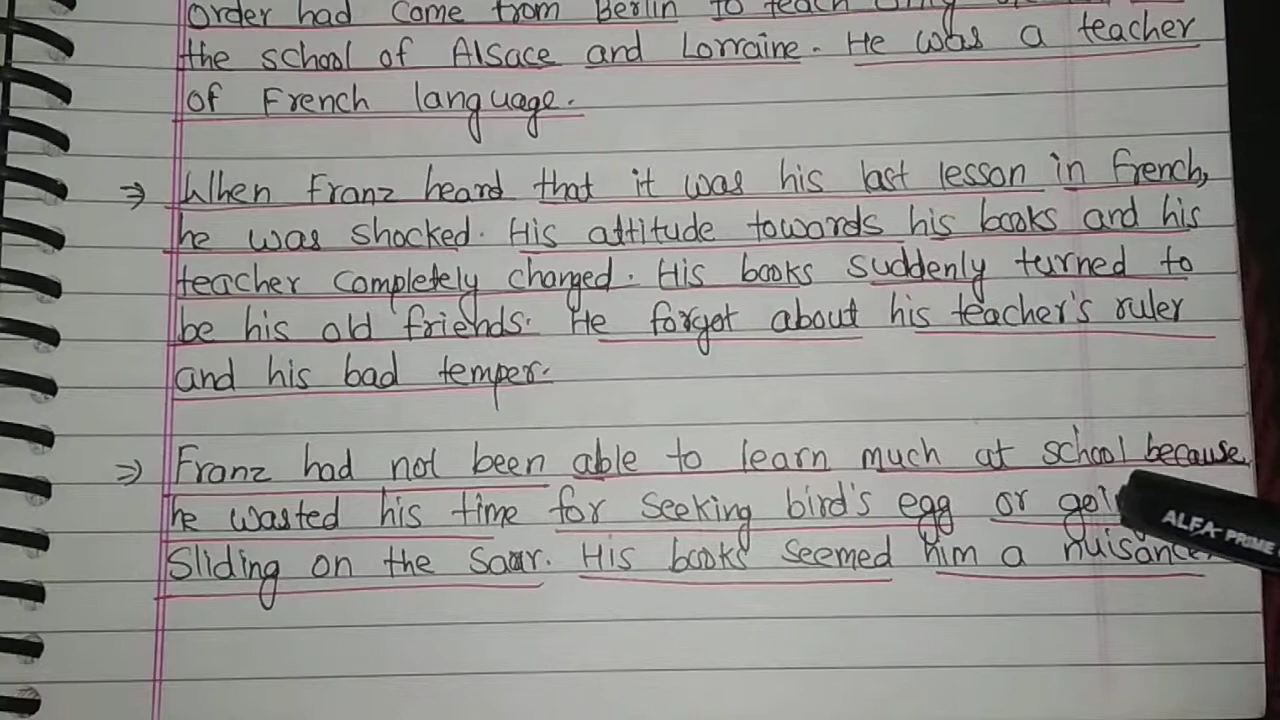 order had come from Berlin to teach
the school of Alsace and Lorraine. He was a teacher
of French language.
⇒ When Franz heard that it was his last lesson in French,
he was shocked. His attitude towards his books and his
teacher completely changed. His books suddenly turned to
be his old friends. He forgot about his teacher's ruler
and his bad temper.
⇒ Franz had not been able to learn much at school because
he wasted his time for seeking bird's egg or
Sliding on the Saar. His books seemed him a nuisance
ALFA-PRIME